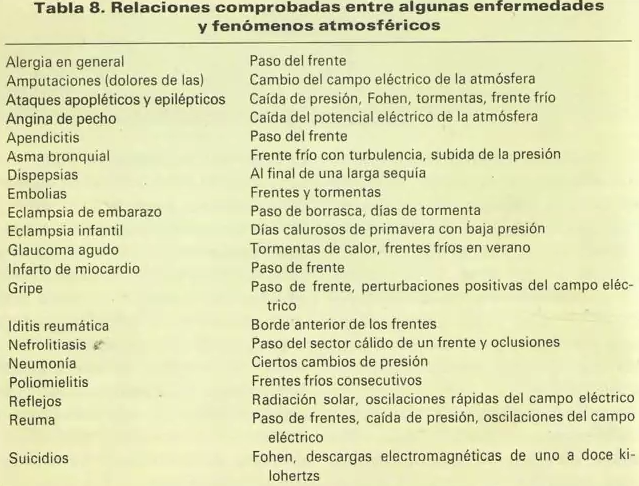 Tabla 8. Relaciones comprobadas entre algunas enfermedades
y fenómenos atmosféricos
Alergia en general Paso del frente
Amputaciones (dolores de las) Cambio del campo eléctrico de la atmósfera
Ataques apopléticos y epilépticos Caída de presión, Fohen, tormentas, frente frío
Angina de pecho Caída del potencial eléctrico de la atmósfera
Apendicitis Paso del frente
Asma bronquial Frente frío con turbulencia, subida de la presión
Dispepsias Al final de una larga sequía
Embolias Frentes y tormentas
Eclampsia de embarazo Paso de borrasca, días de tormenta
Eclampsia infantil Días calurosos de primavera con baja presión
Glaucoma agudo Tormentas de calor, frentes fríos en verano
Infarto de miocardio Paso de frente
Gripe Paso de frente, perturbaciones positivas del campo eléc-
trico
Iditis reumática Borde anterior de los frentes
Nefrolitiasis Paso del sector cálido de un frente y oclusiones
Neumonía Ciertos cambios de presión
Poliomielitis Frentes fríos consecutivos
Reflejos Radiación solar, oscilaciones rápidas del campo eléctrico
Reuma Paso de frentes, caída de presión, oscilaciones del campo
eléctrico
Suicidios Fohen, descargas electromagnéticas de uno a doce ki-
lohertzs